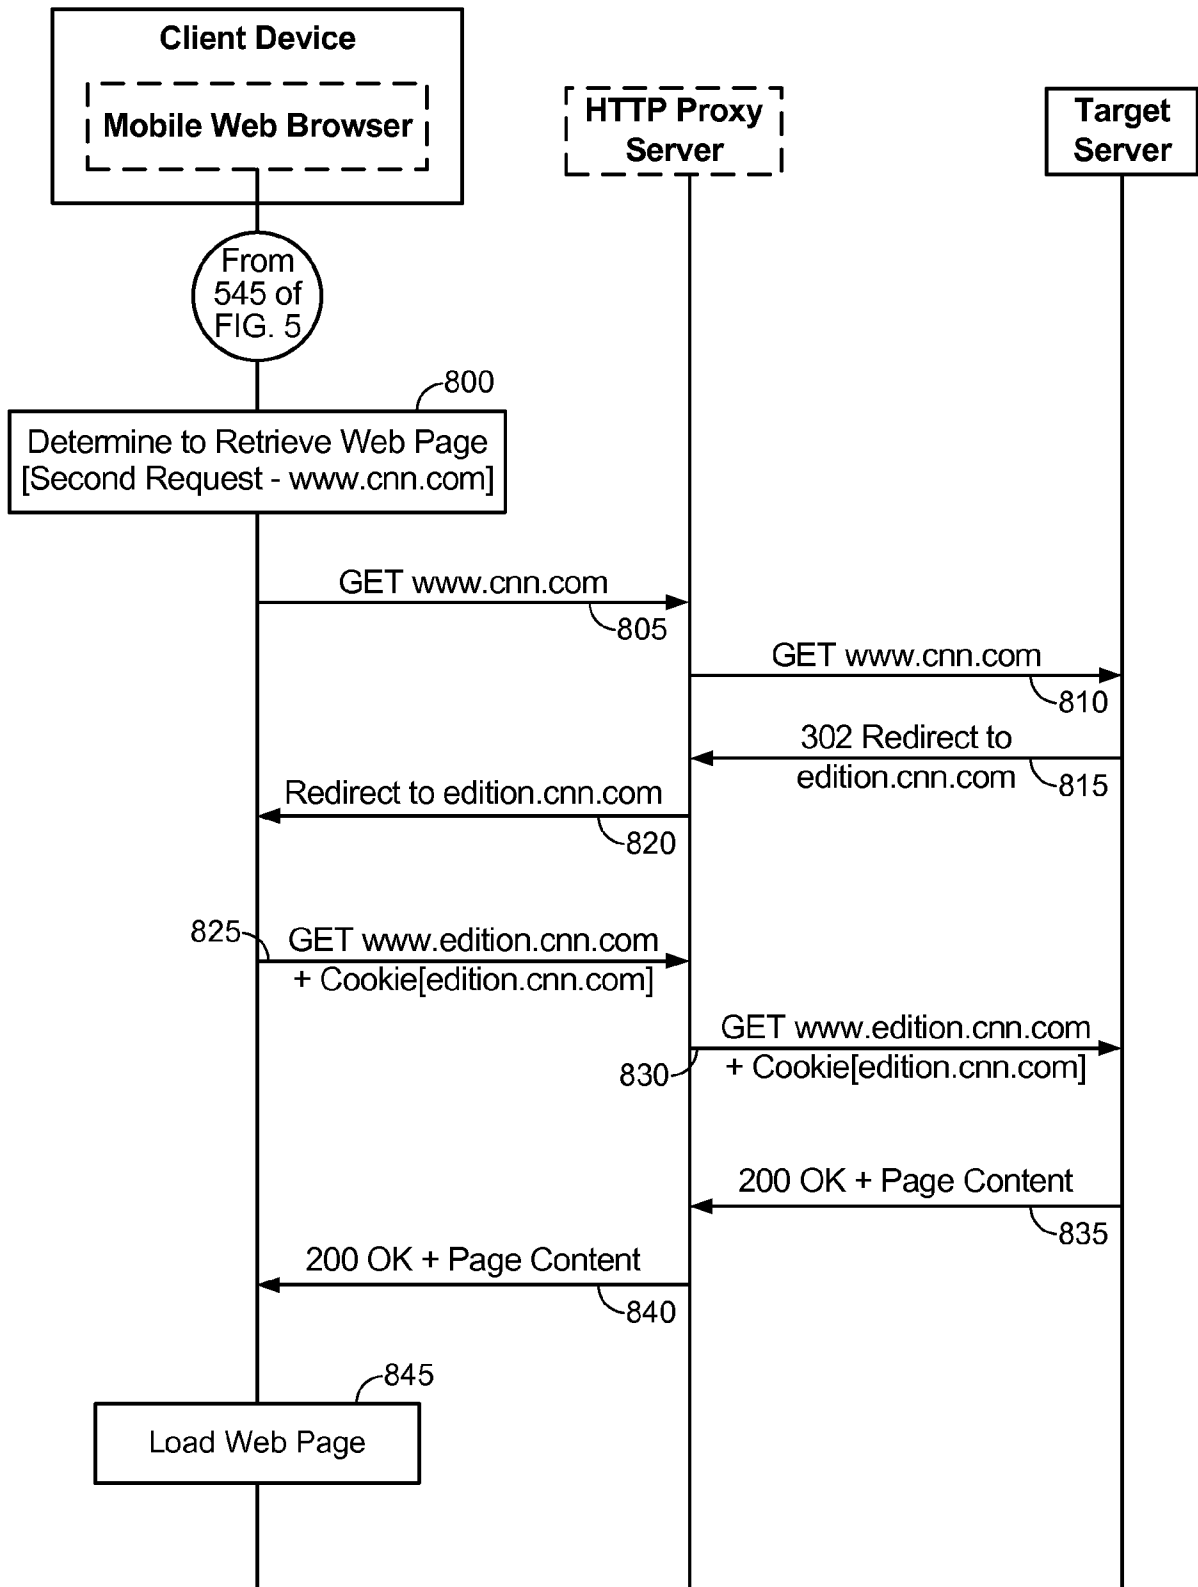 Client Device
Mobile Web Browser
HTTP Proxy
Server
Target
Server
From
545 of
FIG. 5
800
Determine to Retrieve Web Page
[Second Request - www.cnn.com]
GET www.cnn.com
805
GET www.cnn.com
810
302 Redirect to
edition.cnn.com
815
Redirect to edition.cnn.com
820
825
GET www.edition.cnn.com
+ Cookie[edition.cnn.com]
GET www.edition.cnn.com
830
+ Cookie[edition.cnn.com]
200 OK + Page Content
835
200 OK + Page Content
840
845
Load Web Page